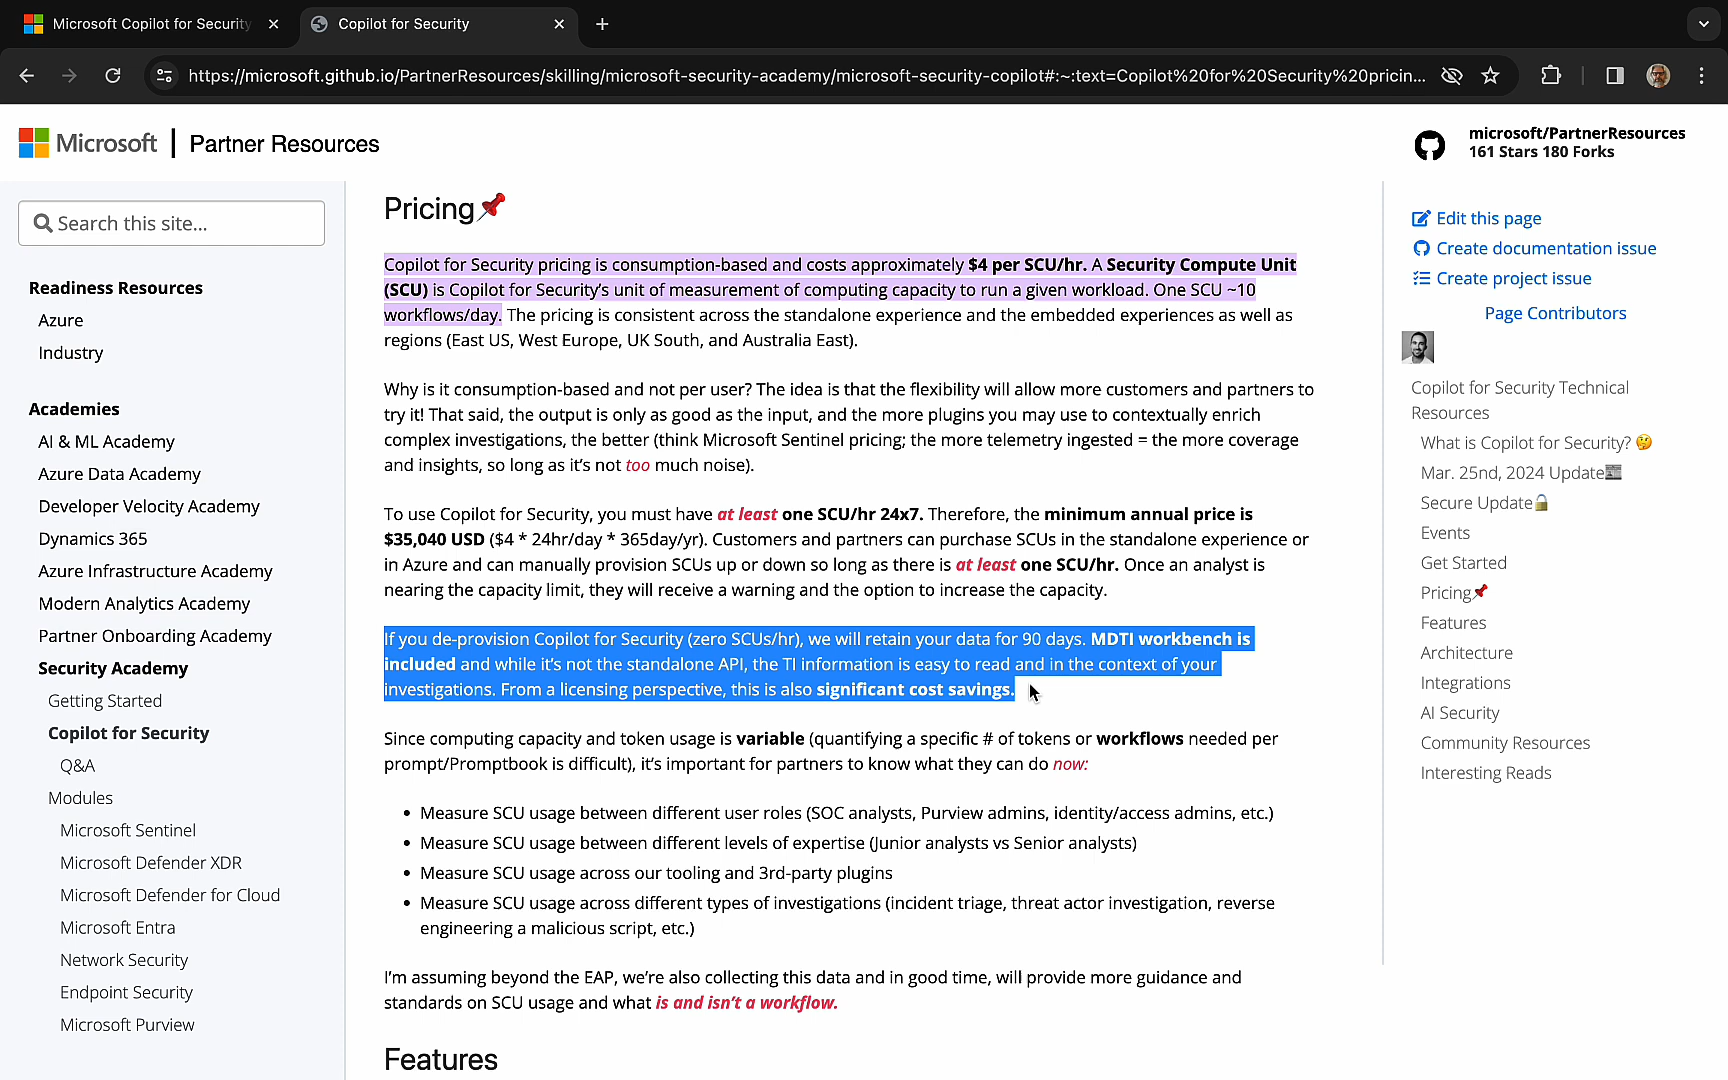 Microsoft Copilot for Security
Copilot for Security
https://microsoft.github.io/PartnerResources/skilling/microsoft-security-academy/microsoft-security-copilot#:~:text=Copilot%20for%20Security%20pricin...
Microsoft | Partner Resources
microsoft/PartnerResources
161 Stars 180 Forks
Search this site...
Readiness Resources
Azure
Industry
Academies
AI & ML Academy
Azure Data Academy
Developer Velocity Academy
Dynamics 365
Azure Infrastructure Academy
Modern Analytics Academy
Partner Onboarding Academy
Security Academy
Getting Started
Copilot for Security
Q&A
Modules
Microsoft Sentinel
Microsoft Defender XDR
Microsoft Defender for Cloud
Microsoft Entra
Network Security
Endpoint Security
Microsoft Purview
Pricing📌
Copilot for Security pricing is consumption-based and costs approximately $4 per SCU/hr. A Security Compute Unit
(SCU) is Copilot for Security’s unit of measurement of computing capacity to run a given workload. One SCU ~10
workflows/day. The pricing is consistent across the standalone experience and the embedded experiences as well as
regions (East US, West Europe, UK South, and Australia East).
Why is it consumption-based and not per user? The idea is that the flexibility will allow more customers and partners to
try it! That said, the output is only as good as the input, and the more plugins you may use to contextually enrich
complex investigations, the better (think Microsoft Sentinel pricing; the more telemetry ingested = the more coverage
and insights, so long as it’s not too much noise).
To use Copilot for Security, you must have at least one SCU/hr 24x7. Therefore, the minimum annual price is
$35,040 USD ($4 * 24hr/day * 365day/yr). Customers and partners can purchase SCUs in the standalone experience or
in Azure and can manually provision SCUs up or down so long as there is at least one SCU/hr. Once an analyst is
nearing the capacity limit, they will receive a warning and the option to increase the capacity.
If you de-provision Copilot for Security (zero SCUs/hr), we will retain your data for 90 days. MDTI workbench is
included and while it’s not the standalone API, the TI information is easy to read and in the context of your
investigations. From a licensing perspective, this is also significant cost savings.
Since computing capacity and token usage is variable (quantifying a specific # of tokens or workflows needed per
prompt/Promptbook is difficult), it’s important for partners to know what they can do now:
• Measure SCU usage between different user roles (SOC analysts, Purview admins, identity/access admins, etc.)
• Measure SCU usage between different levels of expertise (Junior analysts vs Senior analysts)
• Measure SCU usage across our tooling and 3rd-party plugins
• Measure SCU usage across different types of investigations (incident triage, threat actor investigation, reverse
engineering a malicious script, etc.)
I’m assuming beyond the EAP, we’re also collecting this data and in good time, will provide more guidance and
standards on SCU usage and what is and isn’t a workflow.
Features
Edit this page
Create documentation issue
Create project issue
Page Contributors
Copilot for Security Technical
Resources
What is Copilot for Security? 🤔
Mar. 25nd, 2024 Update📰
Secure Update🔒
Events
Get Started
Pricing📌
Features
Architecture
Integrations
AI Security
Community Resources
Interesting Reads